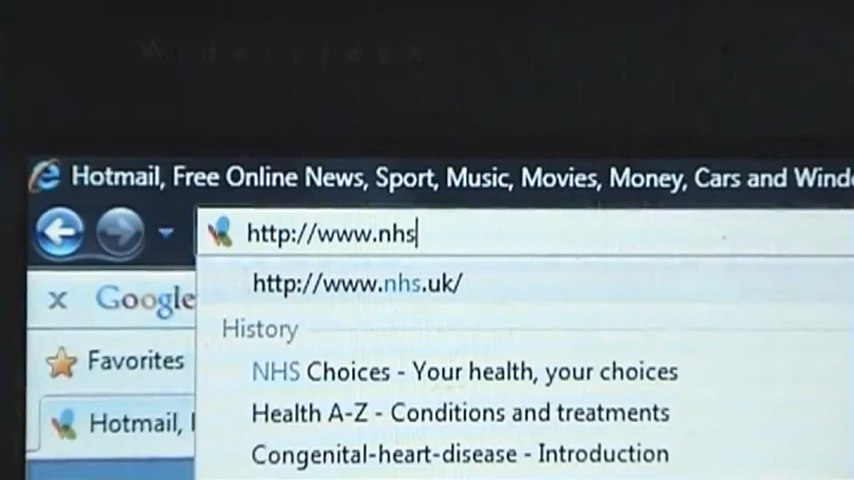 Widescreen
Hotmail, Free Online News, Sport, Music, Movies, Money, Cars and Wind
http://www.nhs
http://www.nhs.uk/
X Google
History
Favorites
NHS Choices - Your health, your choices
Health A-Z - Conditions and treatments
Hotmail, 
Congenital-heart-disease - Introduction